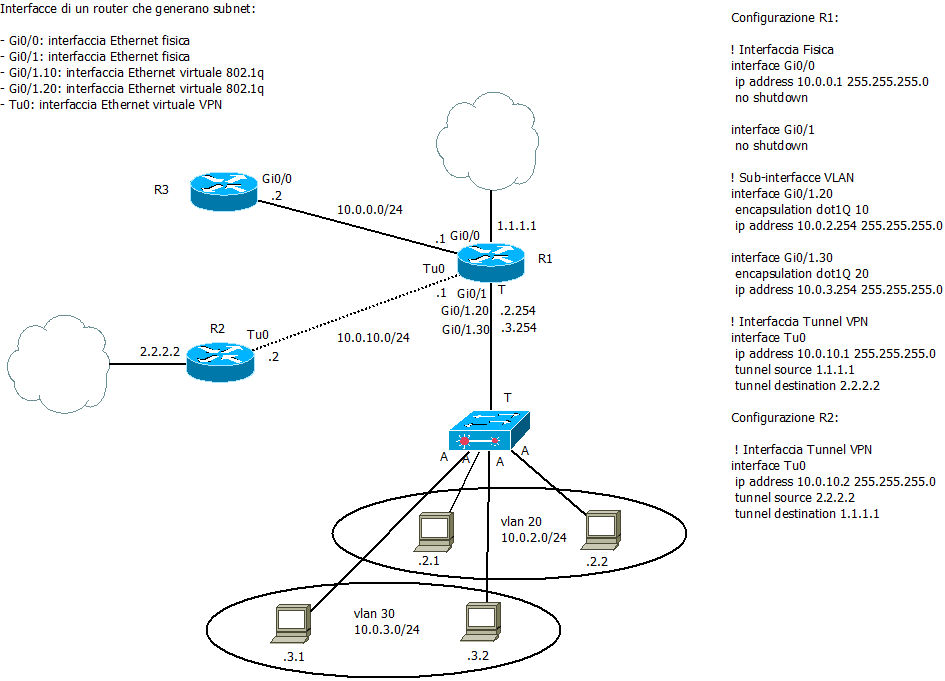 Interfacce di un router che generano subnet:
- Gi0/0: interfaccia Ethernet fisica
- Gi0/1: interfaccia Ethernet fisica
- Gi0/1.10: interfaccia Ethernet virtuale 802.1q
- Gi0/1.20: interfaccia Ethernet virtuale 802.1q
- Tu0: interfaccia Ethernet virtuale VPN
R3
Gi0/0
.2
10.0.0.0/24
1.1.1.1
.1 Gi0/0
R1
Tu0
.1 Gi0/1
T
Gi0/1.20 .2.254
Gi0/1.30 .3.254
R2
Tu0
.2
10.0.10.0/24
2.2.2.2
T
A
A
A
A
vlan 20
10.0.2.0/24
.2.1
.2.2
vlan 30
10.0.3.0/24
.3.1
.3.2
Configurazione R1:
! Interfaccia Fisica
interface Gi0/0
ip address 10.0.0.1 255.255.255.0
no shutdown
interface Gi0/1
no shutdown
! Sub-interfacce VLAN
interface Gi0/1.20
encapsulation dot1Q 10
ip address 10.0.2.254 255.255.255.0
interface Gi0/1.30
encapsulation dot1Q 20
ip address 10.0.3.254 255.255.255.0
! Interfaccia Tunnel VPN
interface Tu0
ip address 10.0.10.1 255.255.255.0
tunnel source 1.1.1.1
tunnel destination 2.2.2.2
Configurazione R2:
! Interfaccia Tunnel VPN
interface Tu0
ip address 10.0.10.2 255.255.255.0
tunnel source 2.2.2.2
tunnel destination 1.1.1.1